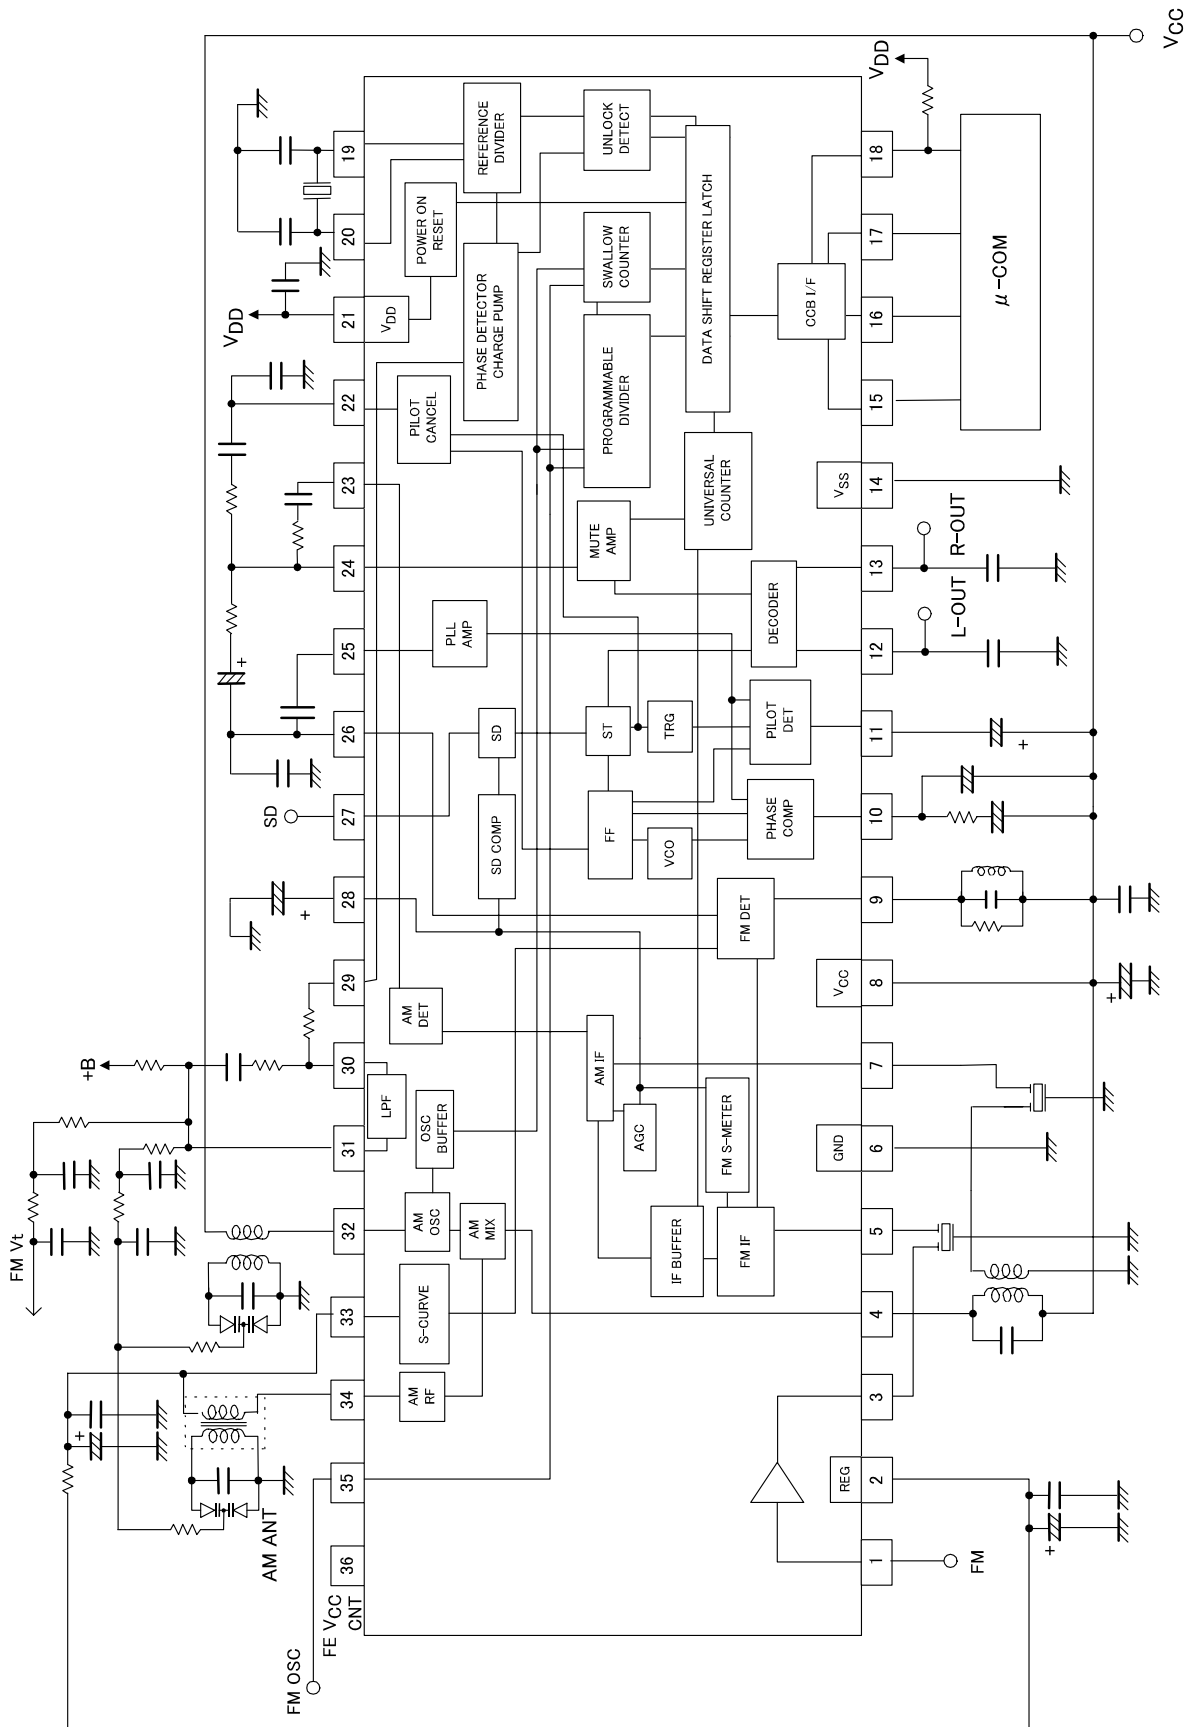 FM Vt
+B
AM ANT
SD
+
+
+
VDD
FM OSC
FE VCC
CNT
36
35
34
33
32
31
30
29
28
27
26
25
24
23
22
21
20
19
AM
RF
S-CURVE
AM
OSC
OSC
BUFFER
LPF
AM
DET
PILOT
CANCEL
VDD
POWER ON
RESET
AM
MIX
SD COMP
SD
PLL
AMP
PHASE DETECTOR
CHARGE PUMP
REFERENCE
DIVIDER
AM IF
FF
ST
MUTE
AMP
PROGRAMMABLE
DIVIDER
SWALLOW
COUNTER
UNLOCK
DETECT
AGC
VCO
TRG
IF BUFFER
FM S-METER
UNIVERSAL
COUNTER
DATA SHIFT REGISTER LATCH
FM IF
FM DET
PHASE
COMP
PILOT
DET
DECODER
CCB I/F
REG
GND
VCC
VSS
1
2
3
4
5
6
7
8
9
10
11
12
13
14
15
16
17
18
VDD
FM
L-OUT
R-OUT
μ-COM
+
+
+
VCC